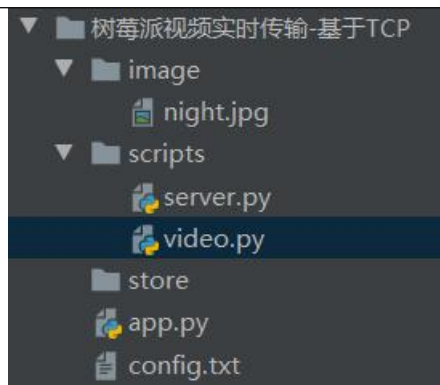 树莓派视频实时传输-基于TCP
image
night.jpg
scripts
server.py
video.py
store
app.py
config.txt